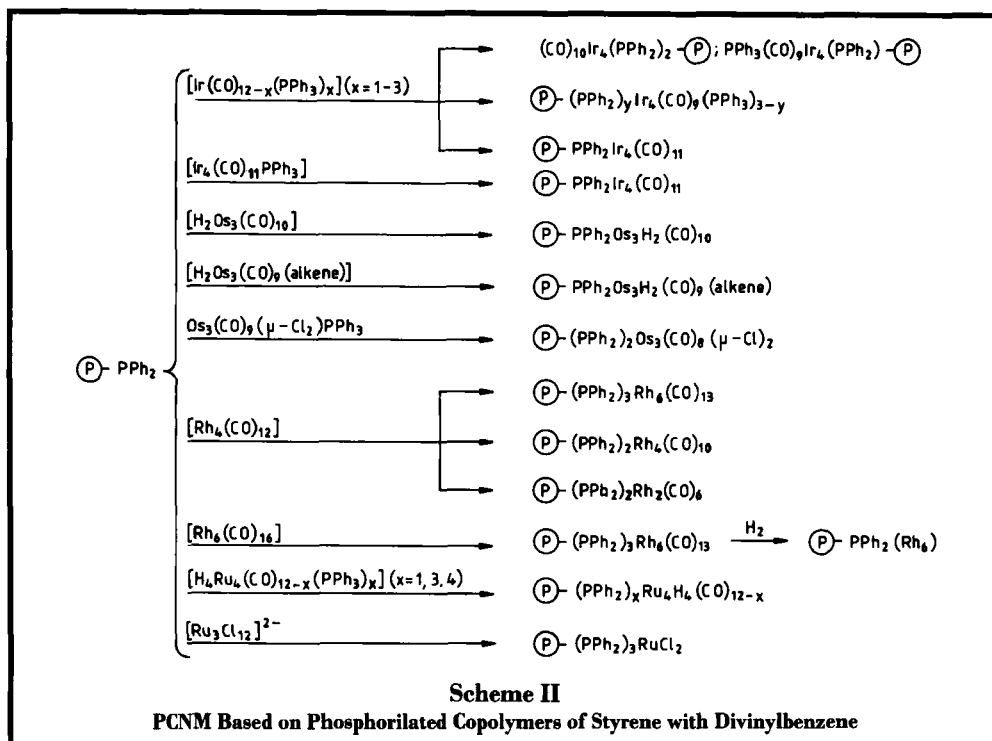 (CO)₁₀Ir₄(PPh₂)₂-Ⓟ; PPh₃(CO)₉Ir₄(PPh₂)-Ⓟ
[Ir(CO)₁₂₋ₓ(PPh₃)ₓ](x=1-3)
Ⓟ-(PPh₂)yIr₄(CO)₉(PPh₃)₃₋y
Ⓟ-PPh₂Ir₄(CO)₁₁
[Ir₄(CO)₁₁PPh₃]
Ⓟ-PPh₂Ir₄(CO)₁₁
[H₂Os₃(CO)₁₀]
Ⓟ-PPh₂Os₃H₂(CO)₁₀
[H₂Os₃(CO)₉(alkene)]
Ⓟ-PPh₂Os₃H₂(CO)₉(alkene)
Os₃(CO)₉(μ-Cl₂)PPh₃
Ⓟ-(PPh₂)₂Os₃(CO)₈(μ-Cl)₂
Ⓟ-PPh₂
Ⓟ-(PPh₂)₃Rh₆(CO)₁₃
[Rh₄(CO)₁₂]
Ⓟ-(PPh₂)₂Rh₄(CO)₁₀
Ⓟ-(PPh₂)₂Rh₂(CO)₆
[Rh₆(CO)₁₆]
Ⓟ-(PPh₂)₃Rh₆(CO)₁₃ H₂ Ⓟ-PPh₂(Rh₆)
[H₄Ru₄(CO)₁₂₋ₓ(PPh₃)ₓ](x=1,3,4)
Ⓟ-(PPh₂)ₓRu₄H₄(CO)₁₂₋ₓ
[Ru₃Cl₁₂]²⁻
Ⓟ-(PPh₂)₃RuCl₂
Scheme II
PCNM Based on Phosphorilated Copolymers of Styrene with Divinylbenzene